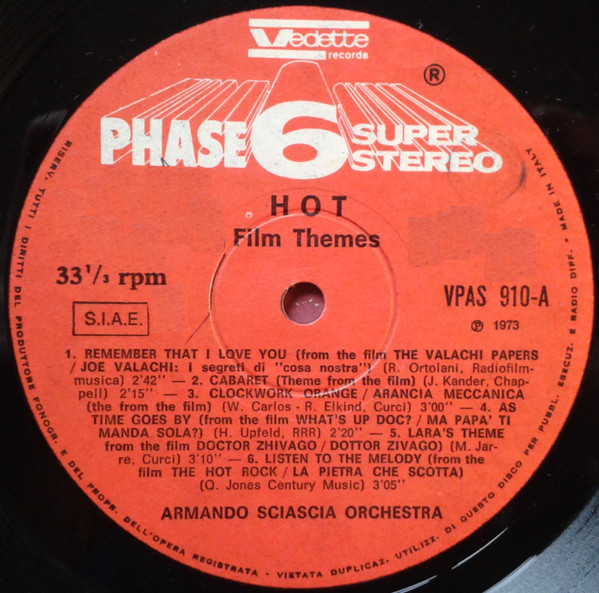 Vedette
records
®
PHASE 6 SUPER
STEREO
HOT
Film Themes
33 1/3 rpm
VPAS 910-A
S.I.A.E.
℗ 1973
1. REMEMBER THAT I LOVE YOU (from the film THE VALACHI PAPERS
/JOE VALACHI: I segreti di "cosa nostra") (R. Ortolani, Radiofilm-
musica) 2'42" — 2. CABARET (Theme from the film) (J. Kander, Chap-
pell) 2'15" — 3. CLOCKWORK ORANGE/ARANCIA MECCANICA
(the from the film) (W. Carlos - R. Elkind, Curci) 3'00" — 4. AS
TIME GOES BY (from the film WHAT'S UP DOC?/MA PAPA' TI
MANDA SOLA?) (H. Upfeld, RRR) 2'20" — 5. LARA'S THEME
(from the film DOCTOR ZHIVAGO/DOTTOR ZIVAGO) (M. Jar-
re, Curci) 3'10" — 6. LISTEN TO THE MELODY (from the
film THE HOT ROCK/LA PIETRA CHE SCOTTA)
(Q. Jones Century Music) 3'05"
ARMANDO SCIASCIA ORCHESTRA
RISERV. TUTTI I DIRITTI DEL PRODUTTORE FONOGR. E DEL PROPR. DELL'OPERA REGISTRATA - VIETATA DUPLICAZ. UTILIZZ. DI QUESTO DISCO PER PUBBL. ESECUZ. E RADIO DIFF. - MADE IN ITALY